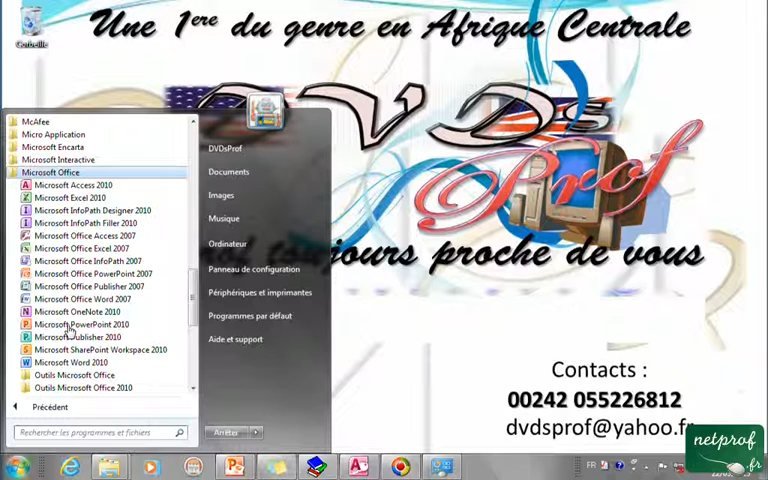 Une 1ere du genre en Afrique Centrale
Corbeille
DVDs
Prof
toujours proche de vous
McAfee
Micro Application
Microsoft Encarta
Microsoft Interactive
Microsoft Office
Microsoft Access 2010
Microsoft Excel 2010
Microsoft InfoPath Designer 2010
Microsoft InfoPath Filler 2010
Microsoft Office Access 2007
Microsoft Office Excel 2007
Microsoft Office InfoPath 2007
Microsoft Office PowerPoint 2007
Microsoft Office Publisher 2007
Microsoft Office Word 2007
Microsoft OneNote 2010
Microsoft PowerPoint 2010
Microsoft Publisher 2010
Microsoft SharePoint Workspace 2010
Microsoft Word 2010
Outils Microsoft Office
Outils Microsoft Office 2010
Précédent
Rechercher les programmes et fichiers
DVDsProf
Documents
Images
Musique
Ordinateur
Panneau de configuration
Périphériques et imprimantes
Programmes par défaut
Aide et support
Arrêter
Contacts :
00242 055226812
dvdsprof@yahoo.fr
netprof
.fr
FR